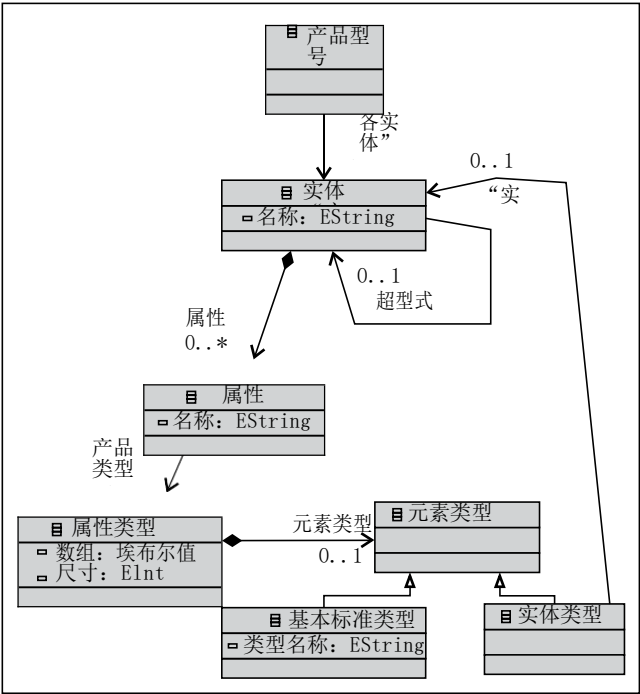 产品型
号
各实
体”
0..1
“实
实体
名称: EString
0..1
超型式
属性
0..*
属性
名称: EString
产品
类型
属性类型
数组: 埃布尔值
尺寸: Elnt
元素类型
0..1
元素类型
基本标准类型
类型名称: EString
实体类型